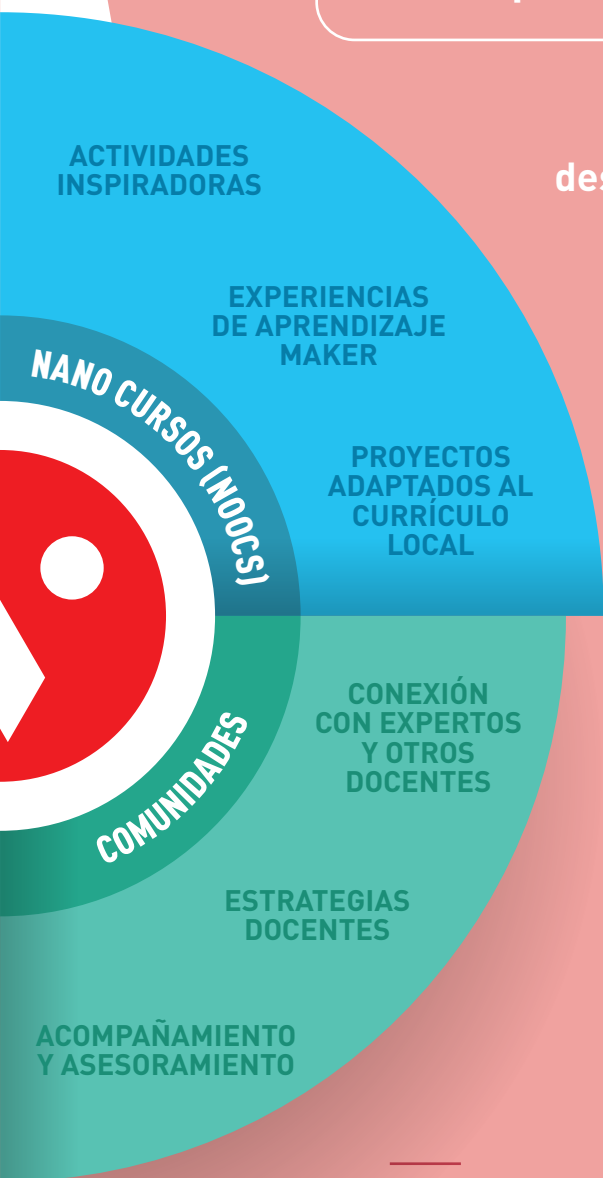 des
ACTIVIDADES
INSPIRADORAS
EXPERIENCIAS
DE APRENDIZAJE
MAKER
PROYECTOS
ADAPTADOS AL
CURRÍCULO
LOCAL
NANO CURSOS (NOOCS)
CONEXIÓN
CON EXPERTOS
Y OTROS
DOCENTES
COMUNIDADES
ESTRATEGIAS
DOCENTES
ACOMPAÑAMIENTO
Y ASESORAMIENTO